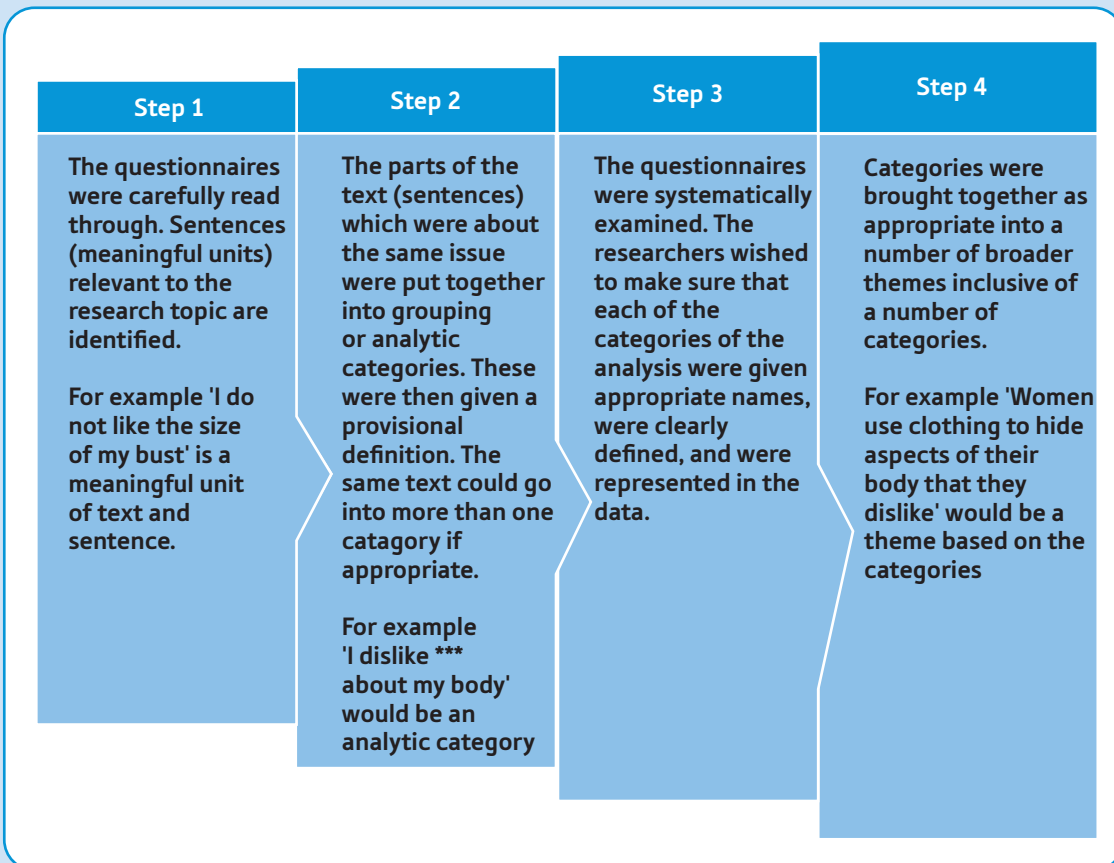 Step 1
The questionnaires
were carefully read
through. Sentences
(meaningful units)
relevant to the
research topic are
identified.
For example 'I do
not like the size
of my bust' is a
meaningful unit
of text and
sentence.
Step 2
The parts of the
text (sentences)
which were about
the same issue
were put together
into grouping
or analytic
categories. These
were then given a
provisional
definition. The
same text could go
into more than one
catagory if
appropriate.
For example
'I dislike ***
about my body'
would be an
analytic category
Step 3
The questionnaires
were systematically
examined. The
researchers wished
to make sure that
each of the
categories of the
analysis were given
appropriate names,
were clearly
defined, and were
represented in the
data.
Step 4
Categories were
brought together as
appropriate into a
number of broader
themes inclusive of
a number of
categories.
For example 'Women
use clothing to hide
aspects of their
body that they
dislike' would be a
theme based on the
categories